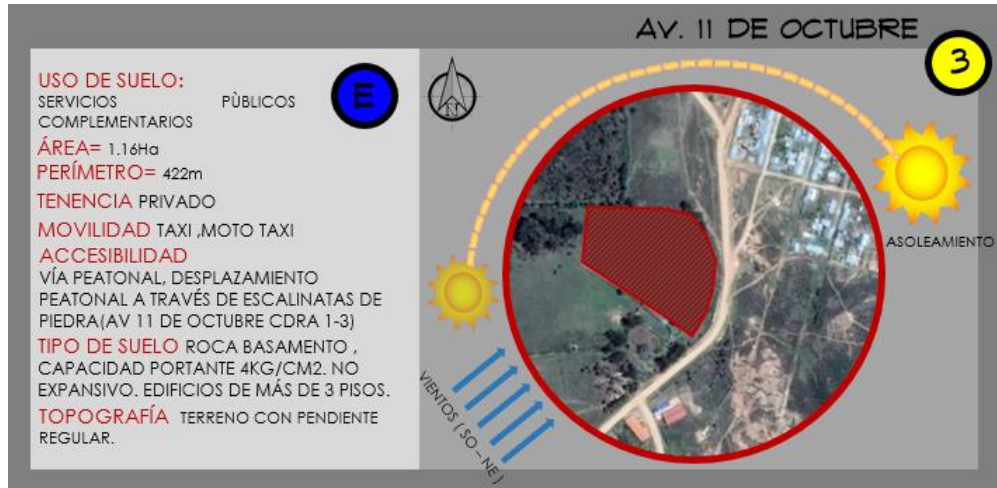 AV. 11 DE OCTUBRE
3
USO DE SUELO:
SERVICIOS PÙBLICOS
COMPLEMENTARIOS
E
ÁREA= 1.16Ha
PERÍMETRO= 422m
TENENCIA PRIVADO
MOVILIDAD TAXI ,MOTO TAXI
ACCESIBILIDAD
VÍA PEATONAL, DESPLAZAMIENTO
PEATONAL A TRAVÉS DE ESCALINATAS DE
PIEDRA(AV 11 DE OCTUBRE CDRA 1-3)
TIPO DE SUELO ROCA BASAMENTO ,
CAPACIDAD PORTANTE 4KG/CM2. NO
EXPANSIVO. EDIFICIOS DE MÁS DE 3 PISOS.
TOPOGRAFÍA TERRENO CON PENDIENTE
REGULAR.
N
ASOLEAMIENTO
VIENTOS ( SO – NE )